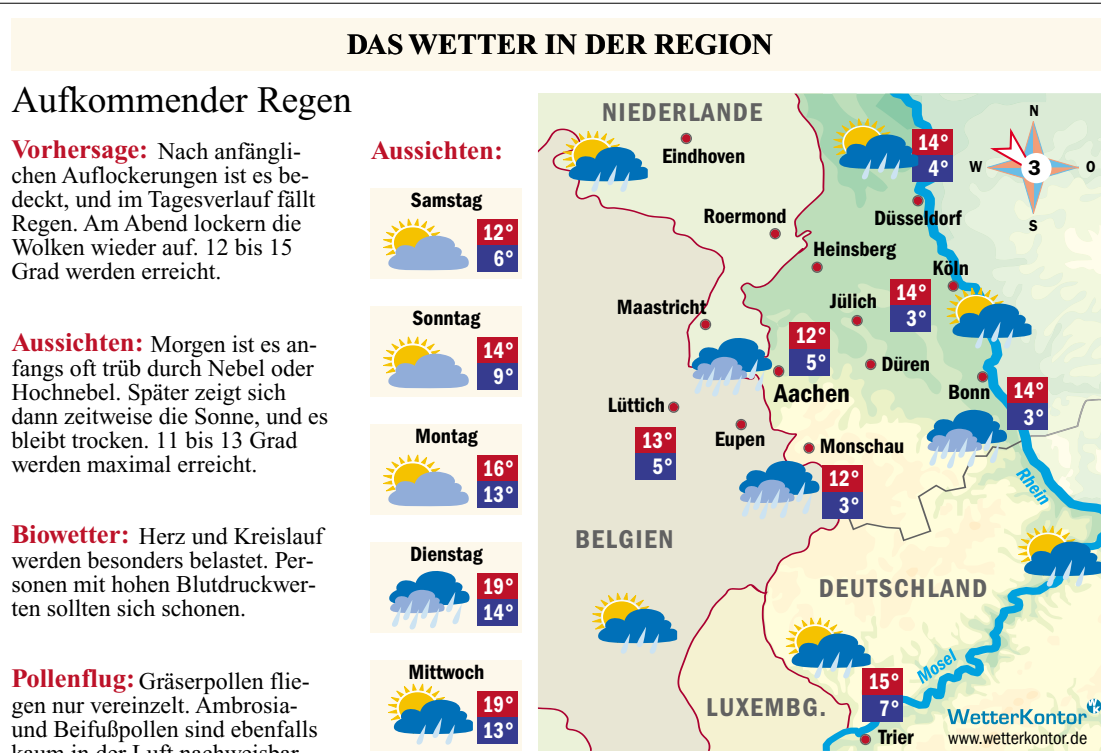 DAS WETTER IN DER REGION
Aufkommender Regen
Vorhersage: Nach anfängli-
chen Auflockerungen ist es be-
deckt, und im Tagesverlauf fällt
Regen. Am Abend lockern die
Wolken wieder auf. 12 bis 15
Grad werden erreicht.
Aussichten: Morgen ist es an-
fangs oft trüb durch Nebel oder
Hochnebel. Später zeigt sich
dann zeitweise die Sonne, und es
bleibt trocken. 11 bis 13 Grad
werden maximal erreicht.
Biowetter: Herz und Kreislauf
werden besonders belastet. Per-
sonen mit hohen Blutdruckwer-
ten sollten sich schonen.
Pollenflug: Gräserpollen flie-
gen nur vereinzelt. Ambrosia-
und Beifußpollen sind ebenfalls
kaum in der Luft nachweisbar.
Aussichten:
Samstag
12°
6°
Sonntag
14°
9°
Montag
16°
13°
Dienstag
19°
14°
Mittwoch
19°
13°
NIEDERLANDE
Eindhoven
14°
4°
N
W
3
O
S
Düsseldorf
Roermond
Heinsberg
Köln
Jülich
14°
3°
Maastricht
12°
5°
Düren
Aachen
Bonn
14°
3°
Lüttich
13°
5°
Eupen
Monschau
12°
3°
Rhein
BELGIEN
DEUTSCHLAND
Mosel
15°
7°
LUXEMBG.
Trier
WetterKontor
www.wetterkontor.de